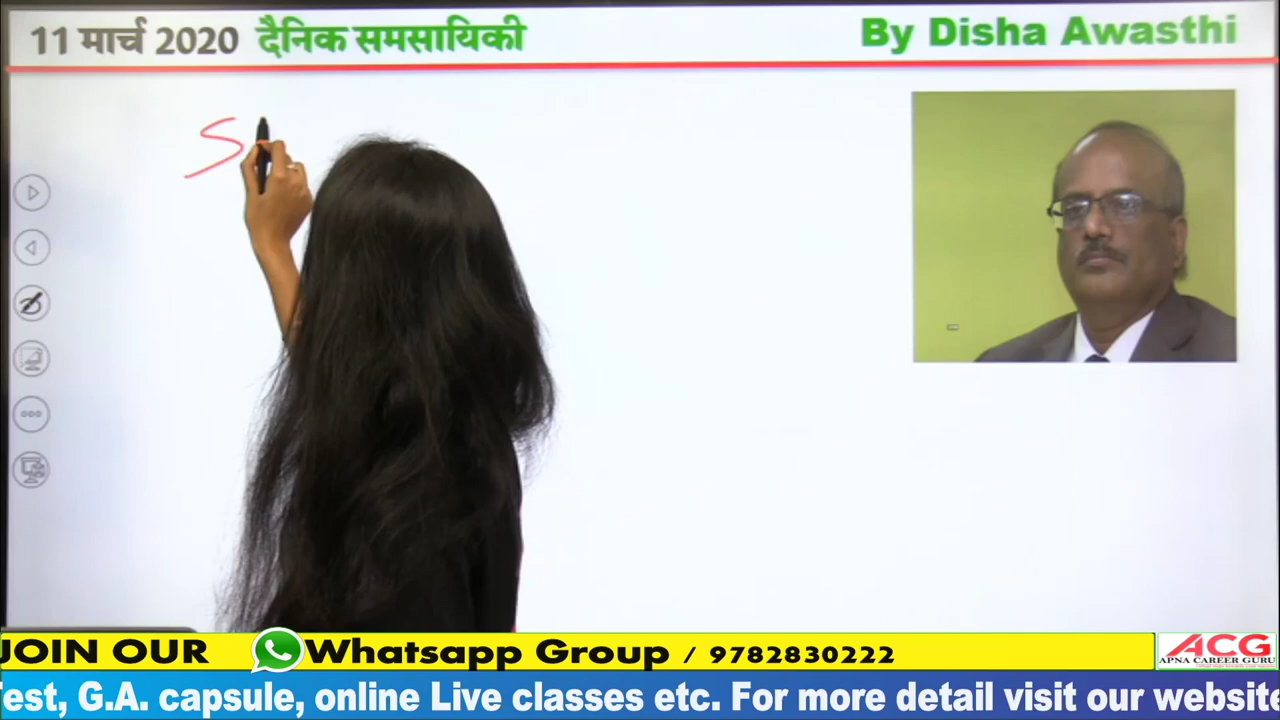 11 मार्च 2020 दैनिक समसायिकी
By Disha Awasthi
S
JOIN OUR Whatsapp Group / 9782830222
ACG
APNA CAREER GURU
Test, G.A. capsule, online Live classes etc. For more detail visit our website